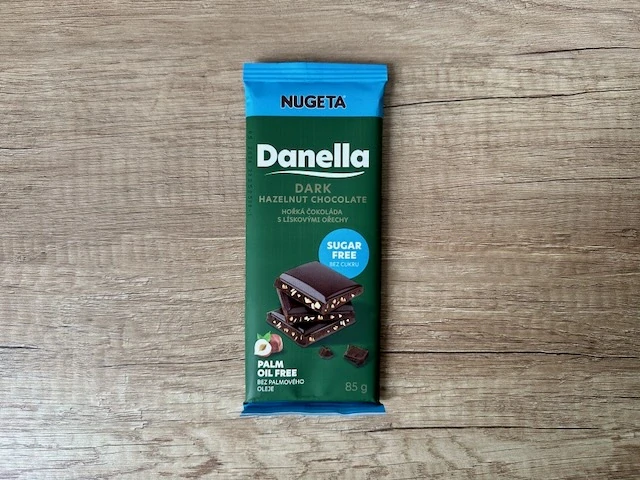 NUGETA
Danella
DARK
HAZELNUT CHOCOLATE
HOŘKÁ ČOKOLÁDA
S LÍSKOVÝMI OŘECHY
SUGAR
FREE
BEZ CUKRU
PALM
OIL FREE
BEZ PALMOVÉHO
OLEJE
85 g